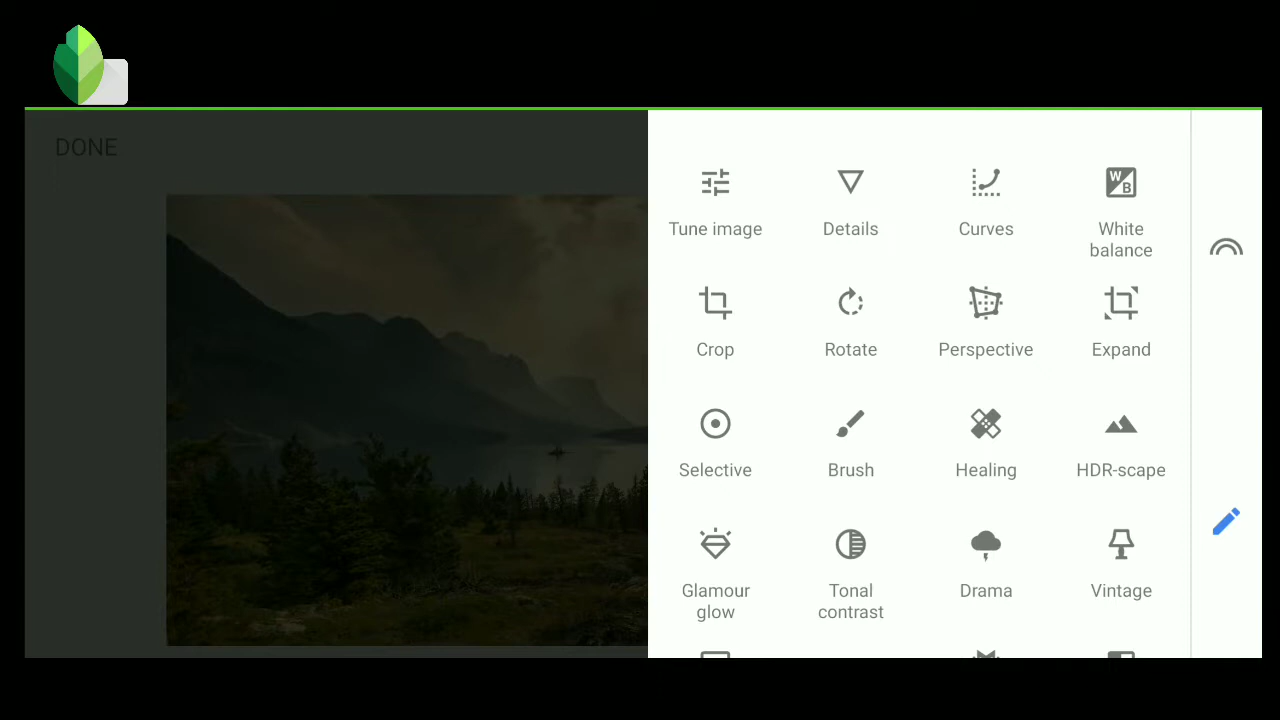 DONE
Tune image
Details
Curves
WB
White
balance
Crop
Rotate
Perspective
Expand
Selective
Brush
Healing
HDR-scape
Glamour
glow
Tonal
contrast
Drama
Vintage